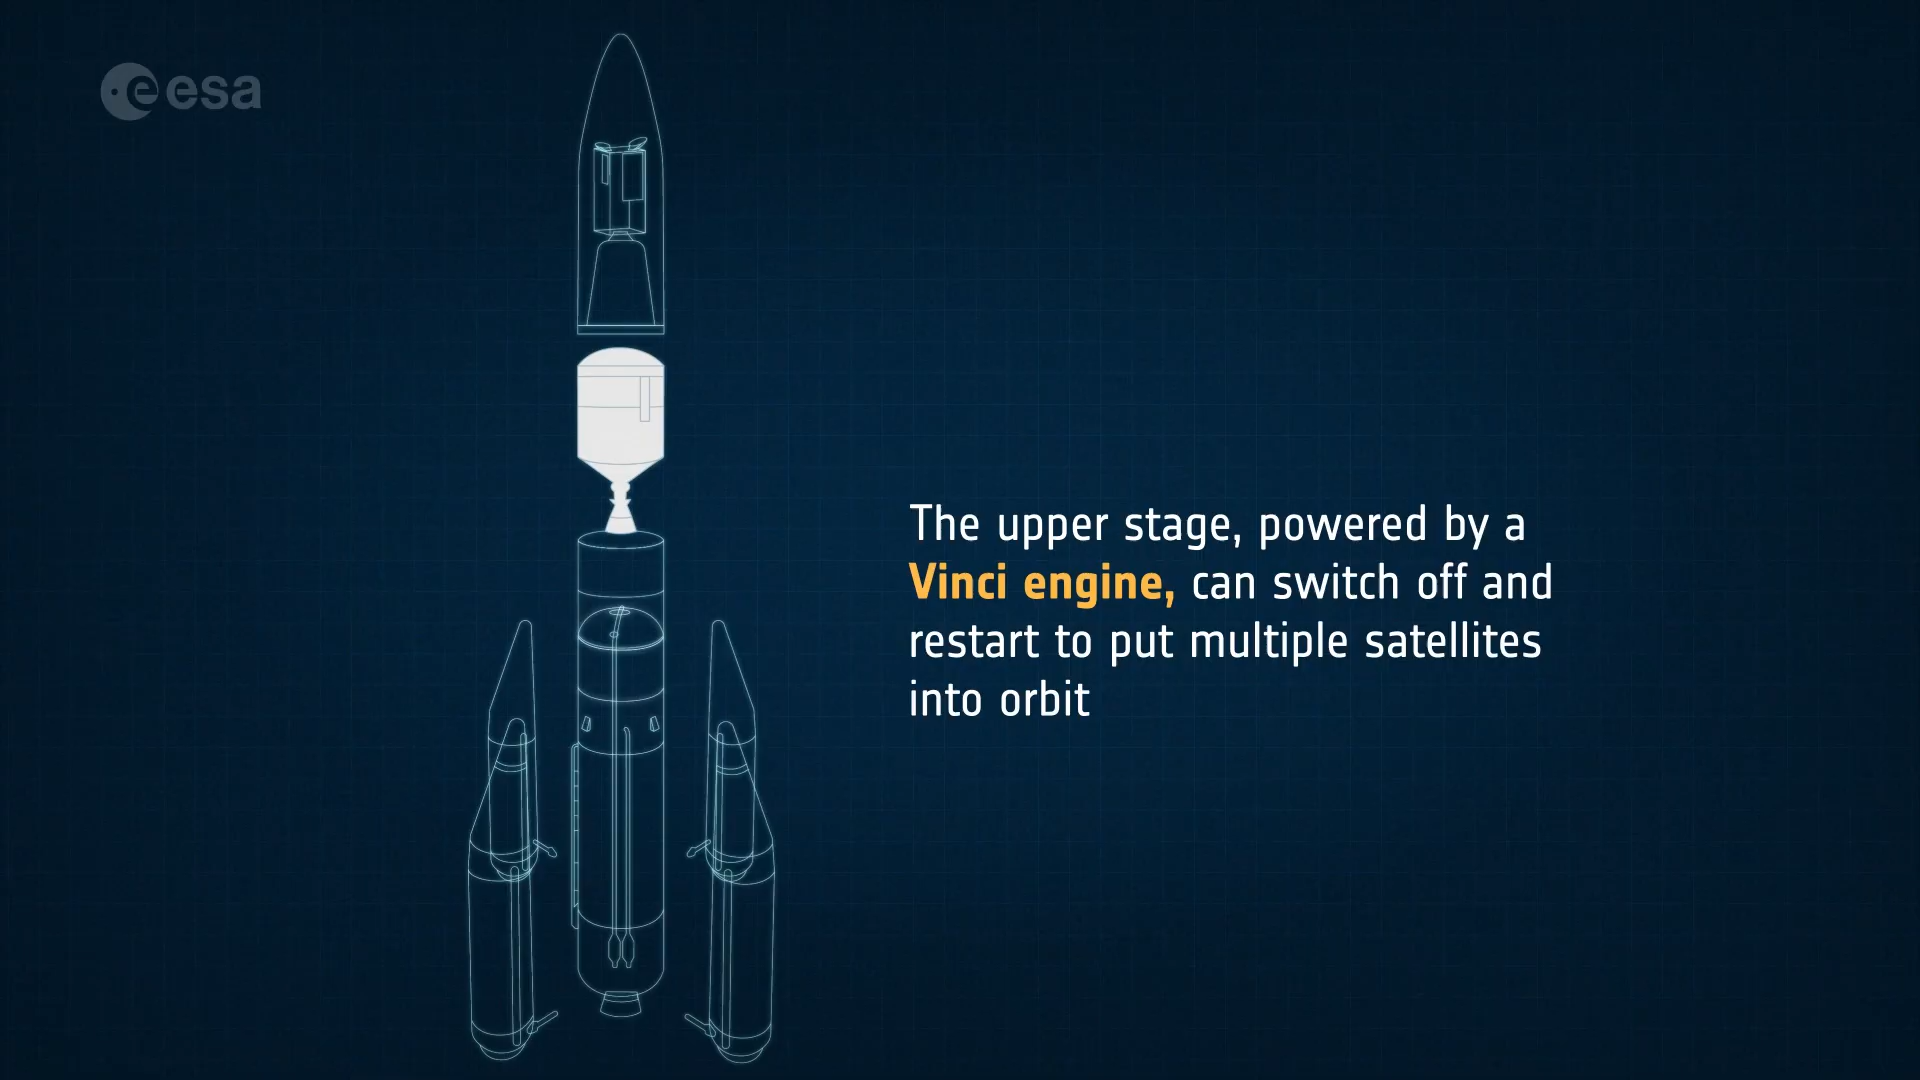 esa
The upper stage, powered by a
Vinci engine, can switch off and
restart to put multiple satellites
into orbit